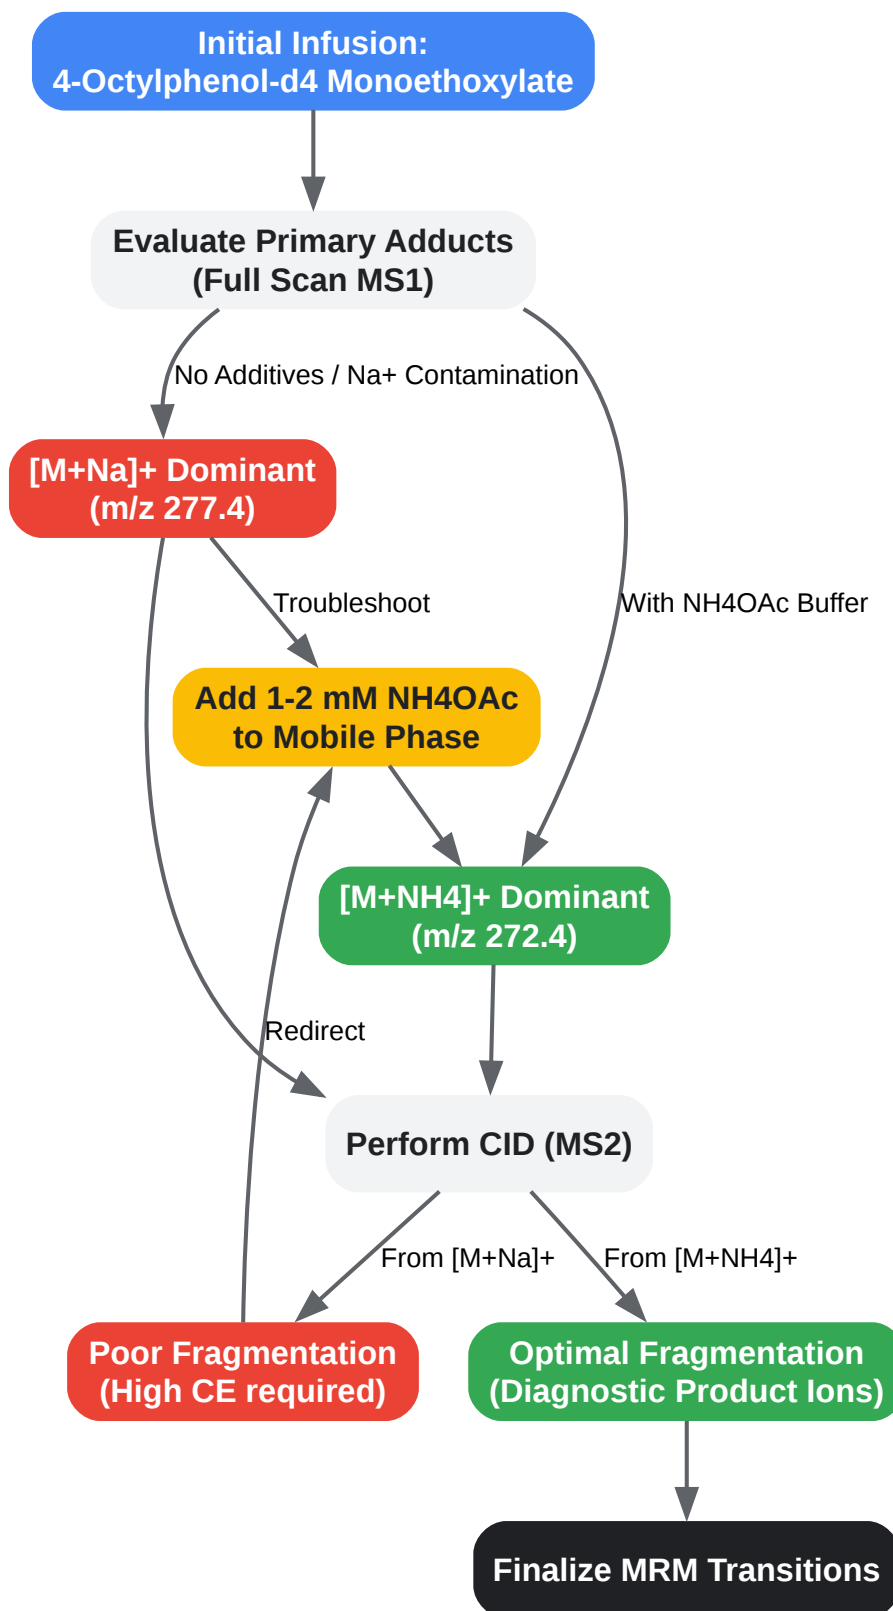 Initial Infusion:
4-Octylphenol-d4 Monoethoxylate
Evaluate Primary Adducts
(Full Scan MS1)
No Additives / Na+ Contamination
[M+Na]+ Dominant
(m/z 277.4)
Troubleshoot
With NH4OAc Buffer
Add 1-2 mM NH4OAc
to Mobile Phase
[M+NH4]+ Dominant
(m/z 272.4)
Redirect
Perform CID (MS2)
From [M+Na]+
From [M+NH4]+
Poor Fragmentation
(High CE required)
Optimal Fragmentation
(Diagnostic Product Ions)
Finalize MRM Transitions